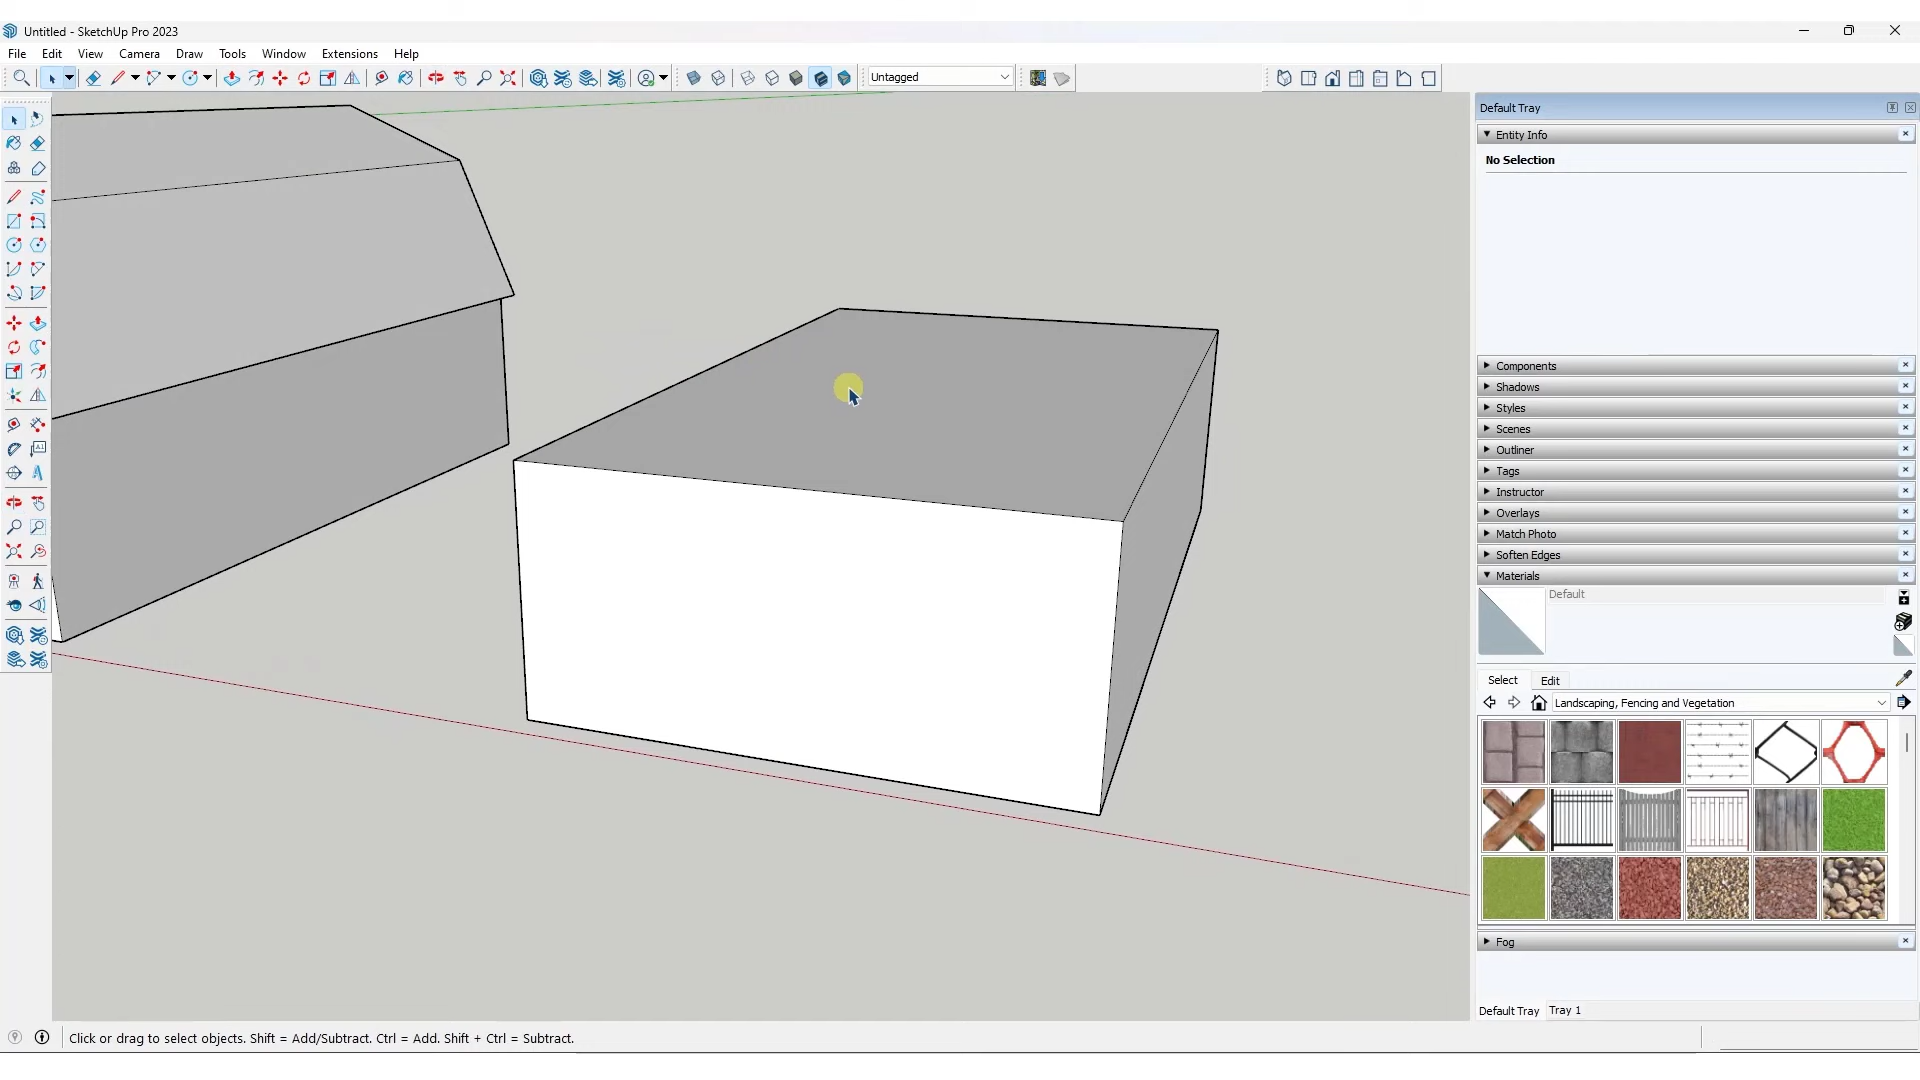 Untitled - SketchUp Pro 2023
File Edit View Camera Draw Tools Window Extensions Help
Untagged
Default Tray
Entity Info
No Selection
Components
Shadows
Styles
Scenes
Outliner
Tags
Instructor
Overlays
Match Photo
Soften Edges
Materials
Default
Select Edit
Landscaping, Fencing and Vegetation
Fog
Default Tray Tray 1
Click or drag to select objects. Shift = Add/Subtract. Ctrl = Add. Shift + Ctrl = Subtract.